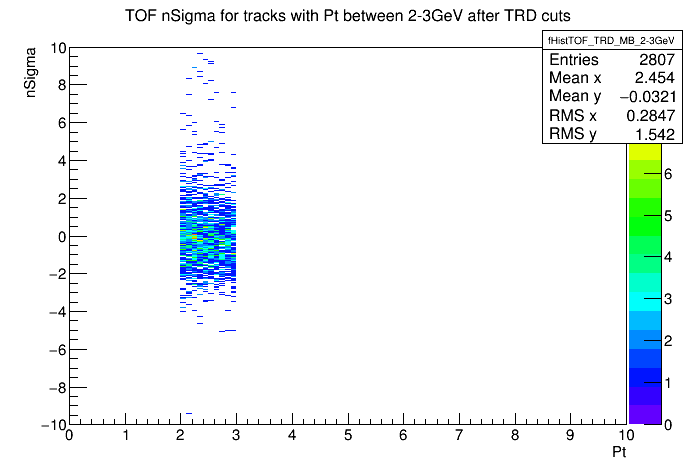 TOF nSigma for tracks with Pt between 2-3GeV after TRD cuts
fHistTOF_TRD_MB_2-3GeV
Entries 2807
Mean x 2.454
Mean y −0.0321
RMS x 0.2847
RMS y 1.542
nSigma
10
8
6
4
2
0
−2
−4
−6
−8
−10
0 1 2 3 4 5 6 7 8 9 10
Pt
6
5
4
3
2
1
0